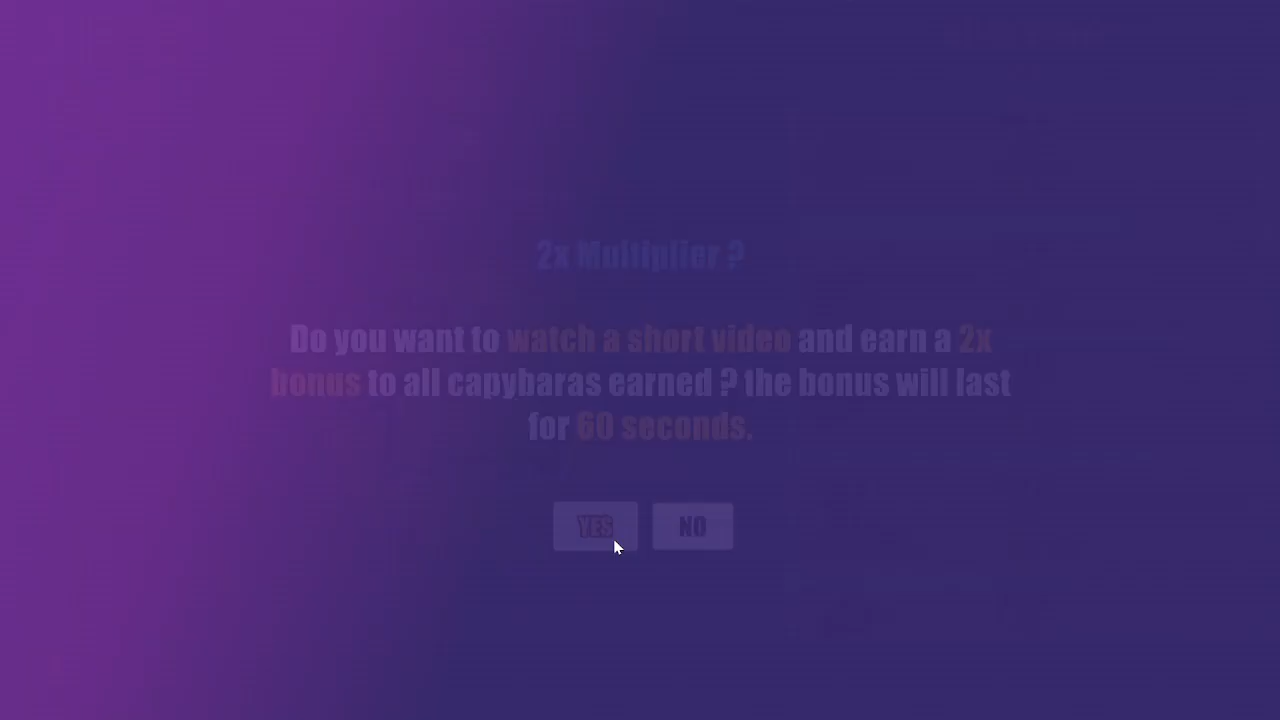 2x Multiplier ?
Do you want to watch a short video and earn a 2x
bonus to all capybaras earned ? the bonus will last
for 60 seconds.
YES NO